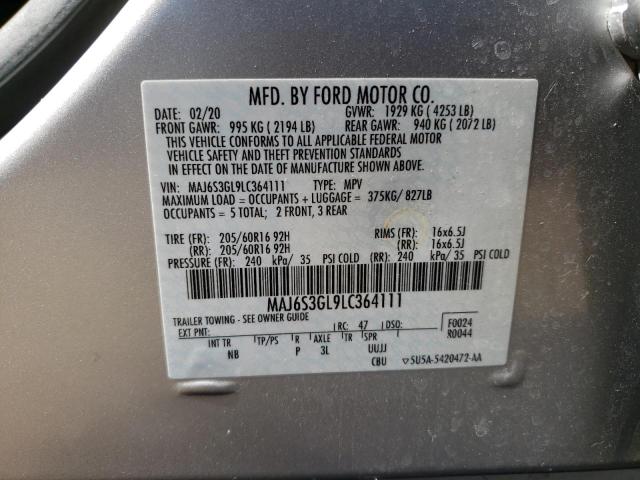 MFD. BY FORD MOTOR CO.
DATE: 02/20 GVWR: 1929 KG ( 4253 LB)
FRONT GAWR: 995 KG ( 2194 LB) REAR GAWR: 940 KG ( 2072 LB)
THIS VEHICLE CONFORMS TO ALL APPLICABLE FEDERAL MOTOR
VEHICLE SAFETY AND THEFT PREVENTION STANDARDS
IN EFFECT ON THE DATE OF MANUFACTURE SHOWN ABOVE.
VIN: MAJ6S3GL9LC364111 TYPE: MPV
MAXIMUM LOAD = OCCUPANTS + LUGGAGE = 375KG/ 827LB
OCCUPANTS = 5 TOTAL; 2 FRONT, 3 REAR
TIRE (FR): 205/60R16 92H RIMS (FR): 16x6.5J
(RR): 205/60R16 92H (RR): 16x6.5J
PRESSURE (FR): 240 kPa/ 35 PSI COLD (RR): 240 kPa/ 35 PSI COLD
MAJ6S3GL9LC364111
TRAILER TOWING - SEE OWNER GUIDE
EXT PNT: RC: 47 DSO: F0024
R0044
INT TR TP/PS R AXLE TR SPR
NB P 3L UUJJ
CBU ▽5U5A-5420472-AA